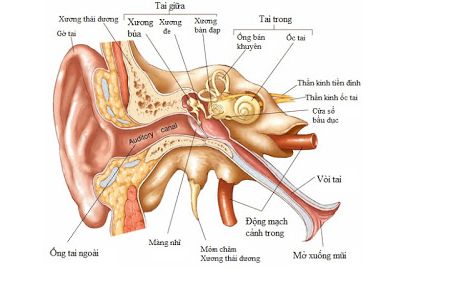 Tai giữa
Xương thái dương
Xương
búa
Xương
đe
Xương
bàn đạp
Tai trong
Gờ tai
Ống bán
khuyên
Ốc tai
Thần kinh tiền đình
Thần kinh ốc tai
Cửa sổ
bầu dục
Auditory canal
Vòi tai
Động mạch
cảnh trong
Màng nhĩ
Mỏm châm
Xương thái dương
Ống tai ngoài
Mở xuống mũi